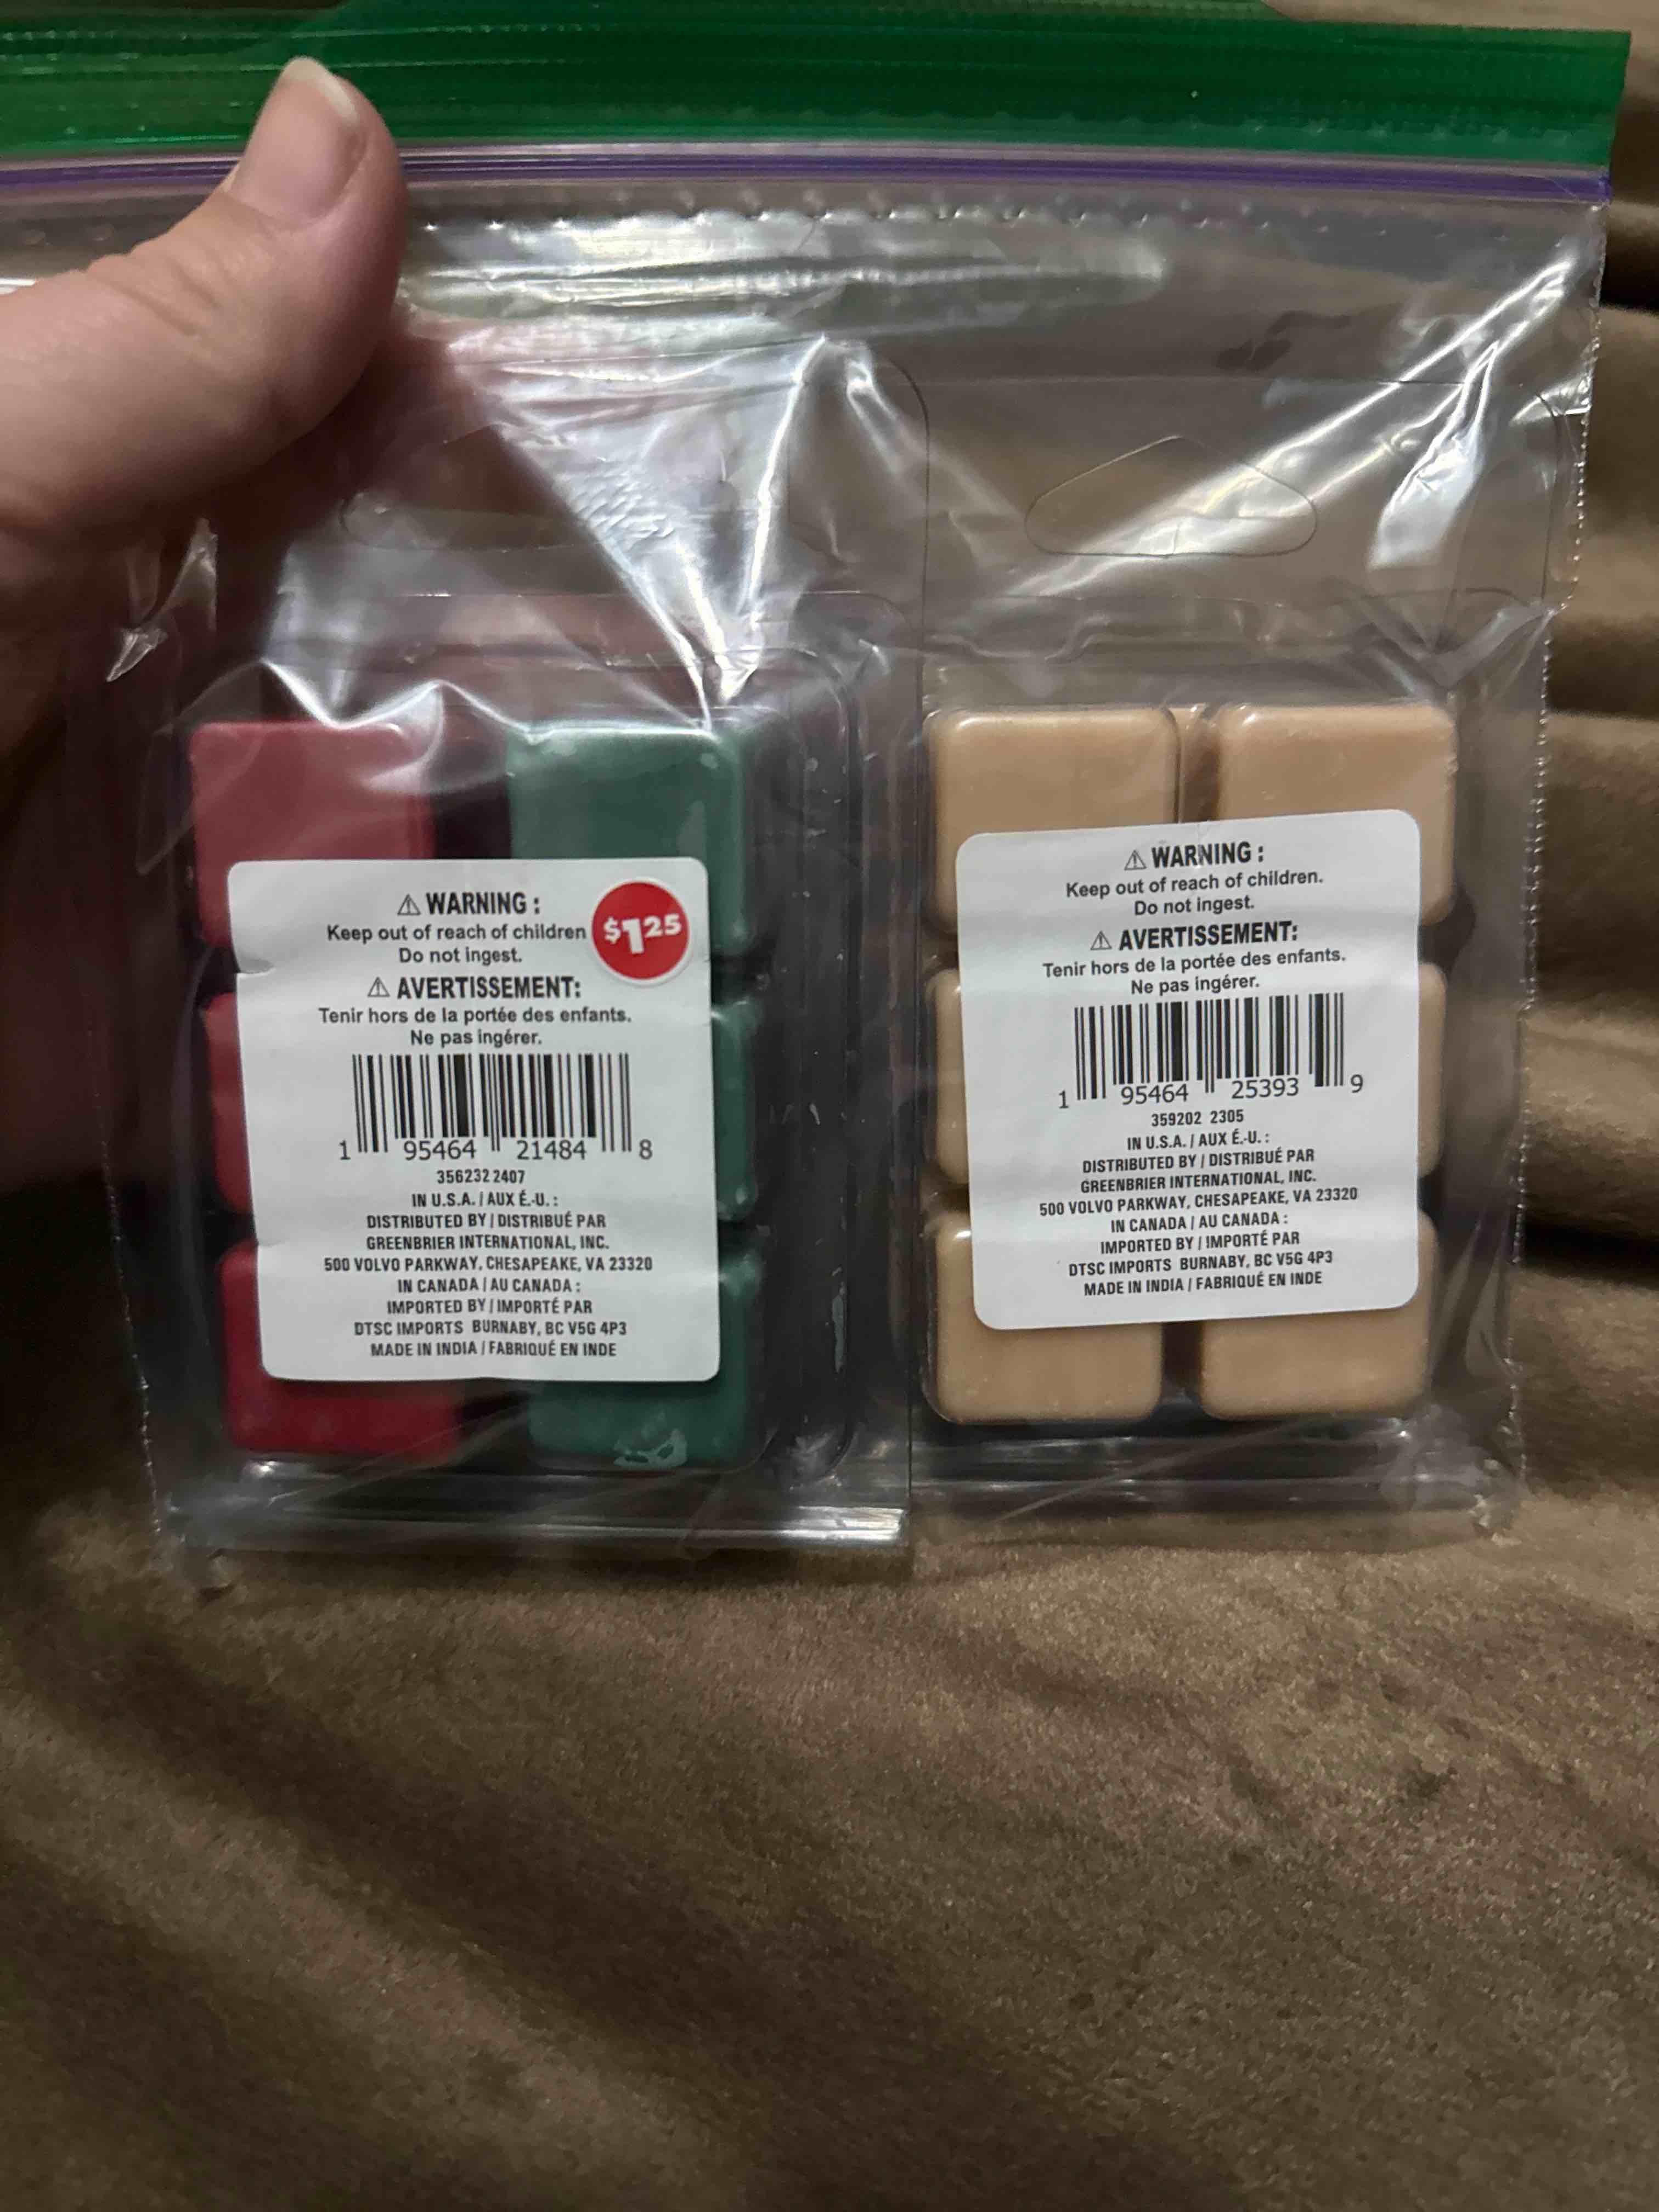 ⚠ WARNING :
Keep out of reach of children
Do not ingest.
$1.25
⚠ AVERTISSEMENT:
Tenir hors de la portée des enfants.
Ne pas ingérer.
1 95464 21484 8
356232 2407
IN U.S.A. / AUX É.-U. :
DISTRIBUTED BY / DISTRIBUÉ PAR
GREENBRIER INTERNATIONAL, INC.
500 VOLVO PARKWAY, CHESAPEAKE, VA 23320
IN CANADA / AU CANADA :
IMPORTED BY / IMPORTÉ PAR
DTSC IMPORTS BURNABY, BC V5G 4P3
MADE IN INDIA / FABRIQUÉ EN INDE
⚠ WARNING :
Keep out of reach of children.
Do not ingest.
⚠ AVERTISSEMENT:
Tenir hors de la portée des enfants.
Ne pas ingérer.
1 95464 25393 9
359202 2305
IN U.S.A. / AUX É.-U. :
DISTRIBUTED BY / DISTRIBUÉ PAR
GREENBRIER INTERNATIONAL, INC.
500 VOLVO PARKWAY, CHESAPEAKE, VA 23320
IN CANADA / AU CANADA :
IMPORTED BY / IMPORTÉ PAR
DTSC IMPORTS BURNABY, BC V5G 4P3
MADE IN INDIA / FABRIQUÉ EN INDE